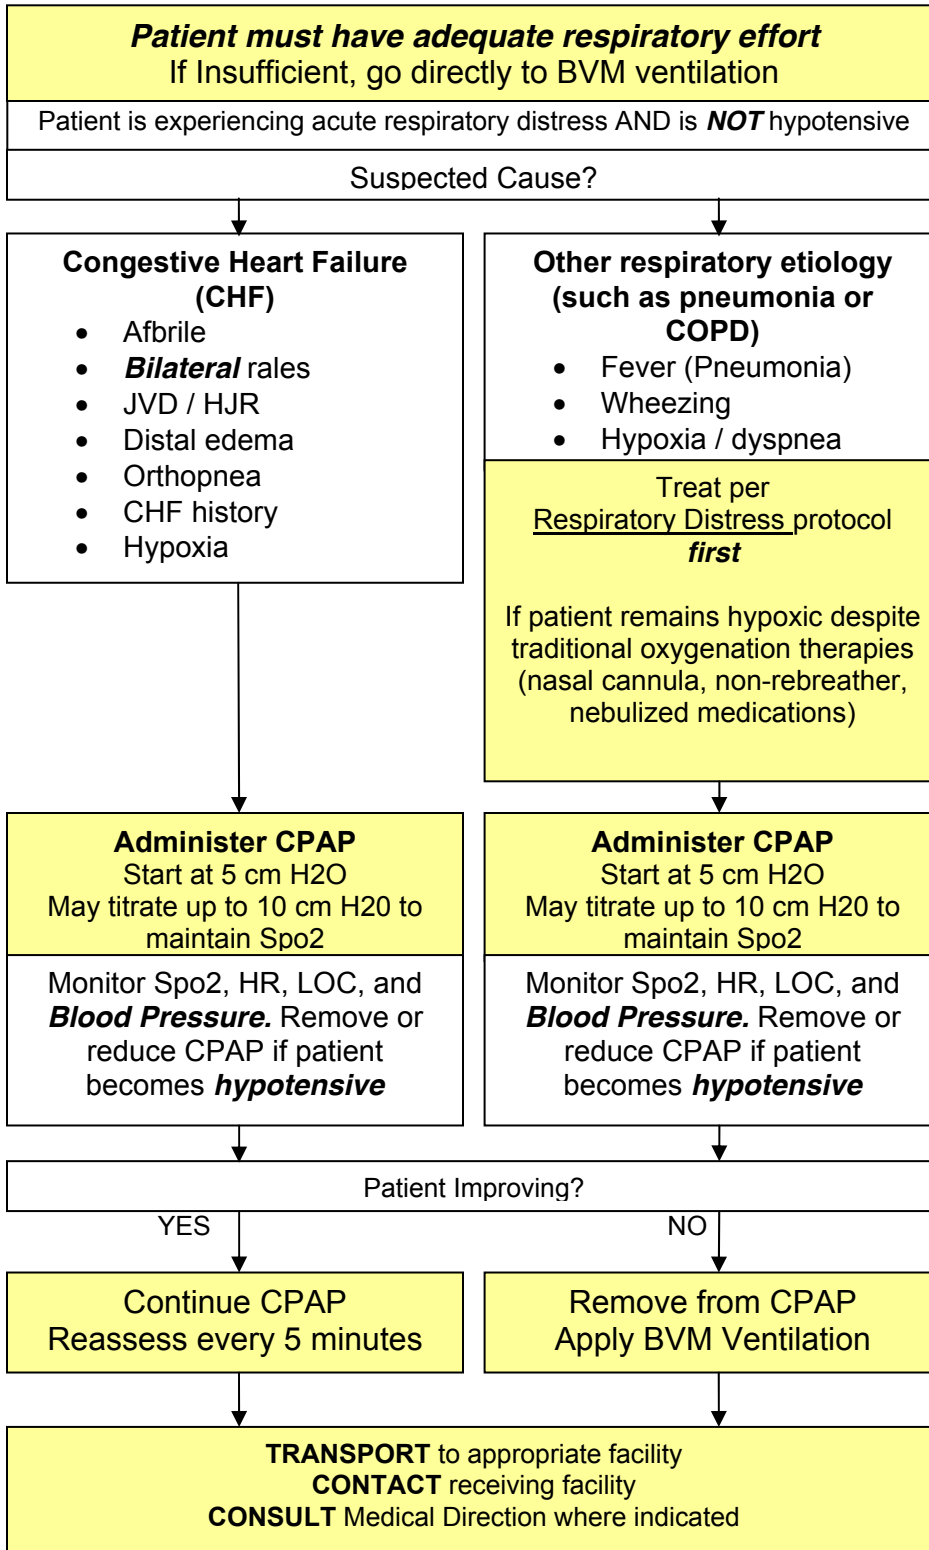 Patient must have adequate respiratory effort
If Insufficient, go directly to BVM ventilation
Patient is experiencing acute respiratory distress AND is NOT hypotensive
Suspected Cause?
Congestive Heart Failure
(CHF)
• Afbrile
• Bilateral rales
• JVD / HJR
• Distal edema
• Orthopnea
• CHF history
• Hypoxia
Other respiratory etiology
(such as pneumonia or
COPD)
• Fever (Pneumonia)
• Wheezing
• Hypoxia / dyspnea
Treat per
Respiratory Distress protocol
first
If patient remains hypoxic despite
traditional oxygenation therapies
(nasal cannula, non-rebreather,
nebulized medications)
Administer CPAP
Start at 5 cm H2O
May titrate up to 10 cm H20 to
maintain Spo2
Monitor Spo2, HR, LOC, and
Blood Pressure. Remove or
reduce CPAP if patient
becomes hypotensive
Administer CPAP
Start at 5 cm H2O
May titrate up to 10 cm H20 to
maintain Spo2
Monitor Spo2, HR, LOC, and
Blood Pressure. Remove or
reduce CPAP if patient
becomes hypotensive
Patient Improving?
YES
NO
Continue CPAP
Reassess every 5 minutes
Remove from CPAP
Apply BVM Ventilation
TRANSPORT to appropriate facility
CONTACT receiving facility
CONSULT Medical Direction where indicated